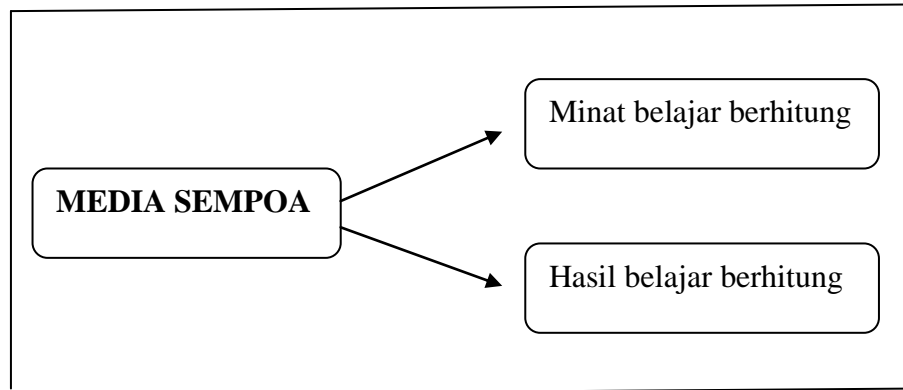 MEDIA SEMPOA
Minat belajar berhitung
Hasil belajar berhitung